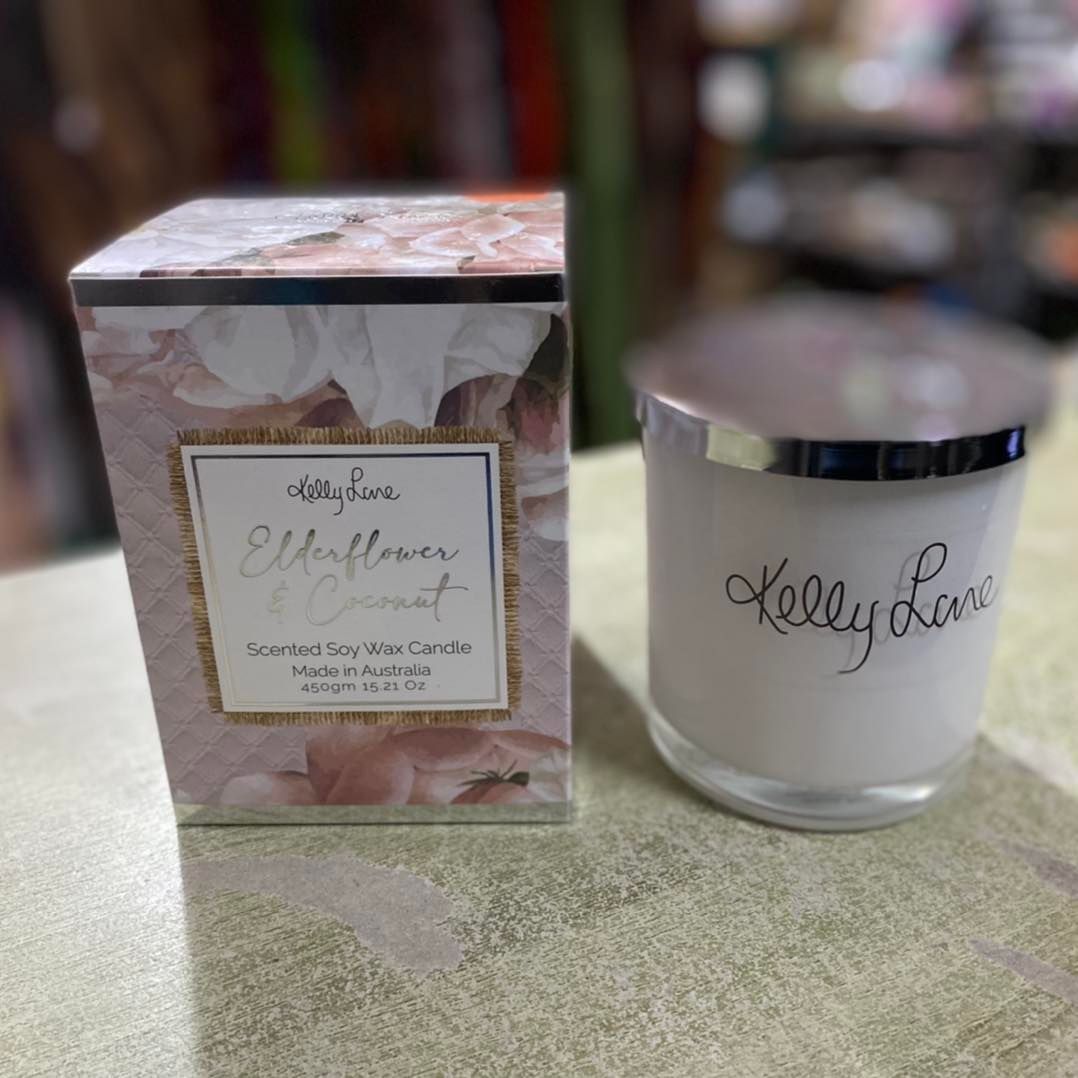 Kelly Lane
Elderflower
& Coconut
Scented Soy Wax Candle
Made in Australia
450gm 15.21 Oz
Kelly Lane